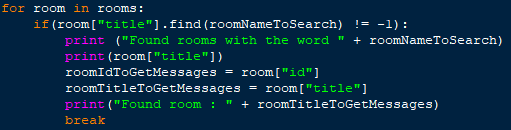 for room in rooms:
    if(room["title"].find(roomNameToSearch) != -1):
        print ("Found rooms with the word " + roomNameToSearch)
        print(room["title"])
        roomIdToGetMessages = room["id"]
        roomTitleToGetMessages = room["title"]
        print("Found room : " + roomTitleToGetMessages)
        break